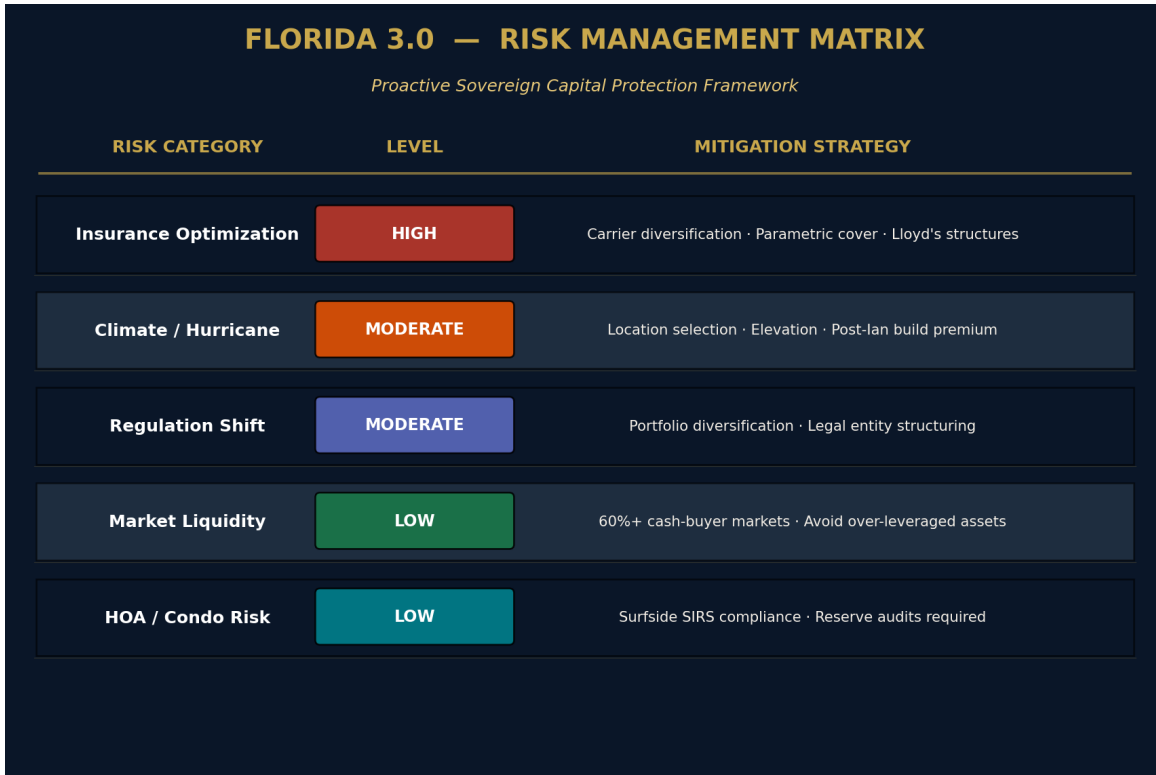 FLORIDA 3.0 — RISK MANAGEMENT MATRIX
Proactive Sovereign Capital Protection Framework
RISK CATEGORY LEVEL MITIGATION STRATEGY
Insurance Optimization HIGH Carrier diversification · Parametric cover · Lloyd's structures
Climate / Hurricane MODERATE Location selection · Elevation · Post-Ian build premium
Regulation Shift MODERATE Portfolio diversification · Legal entity structuring
Market Liquidity LOW 60%+ cash-buyer markets · Avoid over-leveraged assets
HOA / Condo Risk LOW Surfside SIRS compliance · Reserve audits required